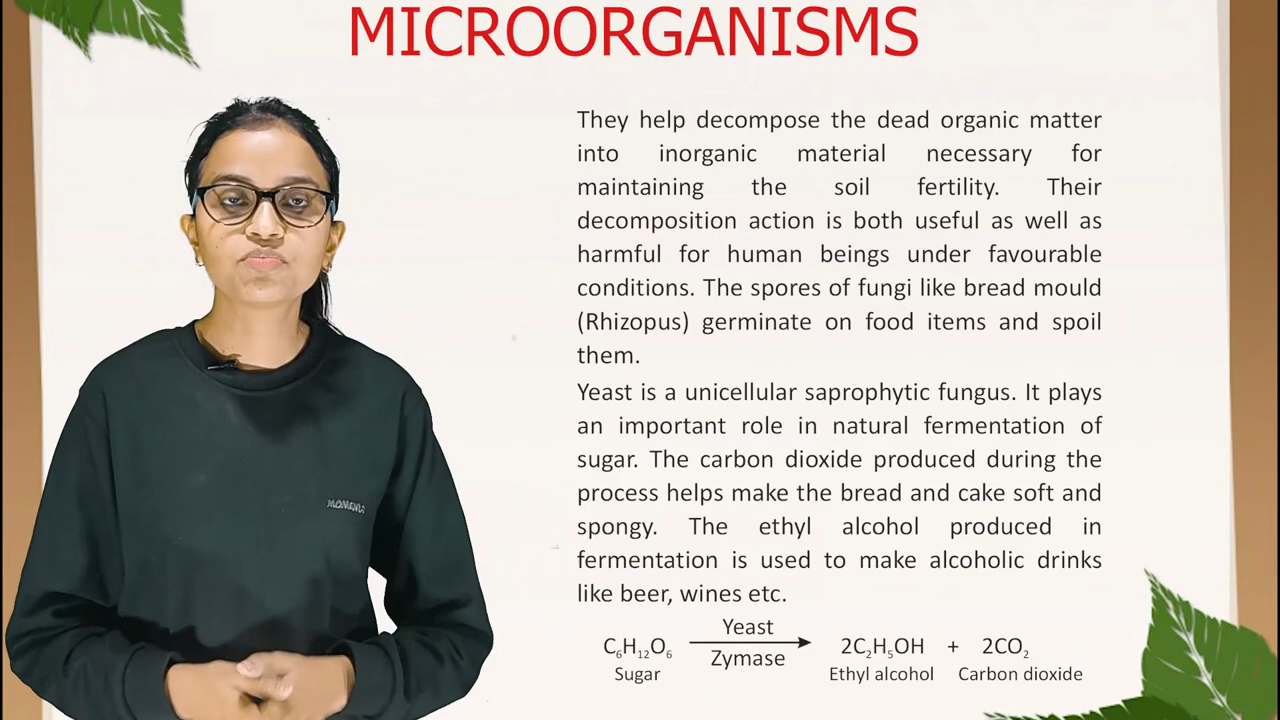 MICROORGANISMS
They help decompose the dead organic matter
into inorganic material necessary for
maintaining the soil fertility. Their
decomposition action is both useful as well as
harmful for human beings under favourable
conditions. The spores of fungi like bread mould
(Rhizopus) germinate on food items and spoil
them.
Yeast is a unicellular saprophytic fungus. It plays
an important role in natural fermentation of
sugar. The carbon dioxide produced during the
process helps make the bread and cake soft and
spongy. The ethyl alcohol produced in
fermentation is used to make alcoholic drinks
like beer, wines etc.
Yeast
C₆H₁₂O₆ ⟶ 2C₂H₅OH + 2CO₂
Zymase
Sugar Ethyl alcohol Carbon dioxide